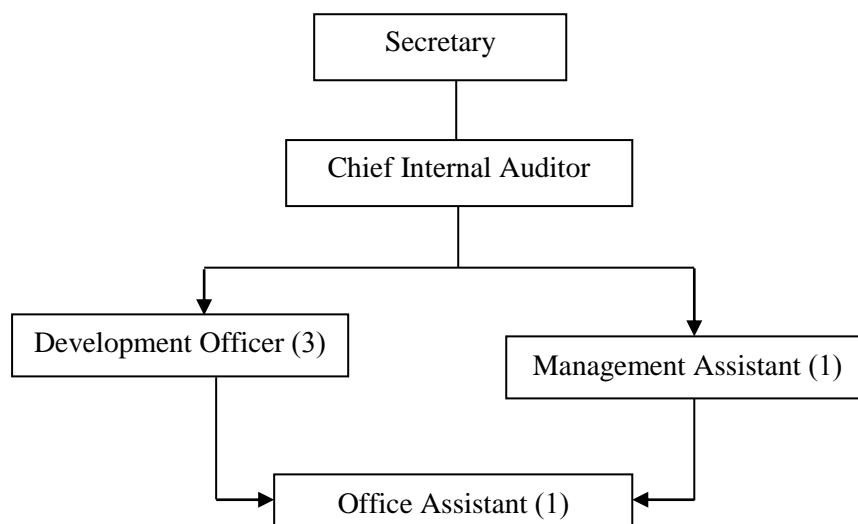 Secretary
Chief Internal Auditor
Development Officer (3)
Management Assistant (1)
Office Assistant (1)